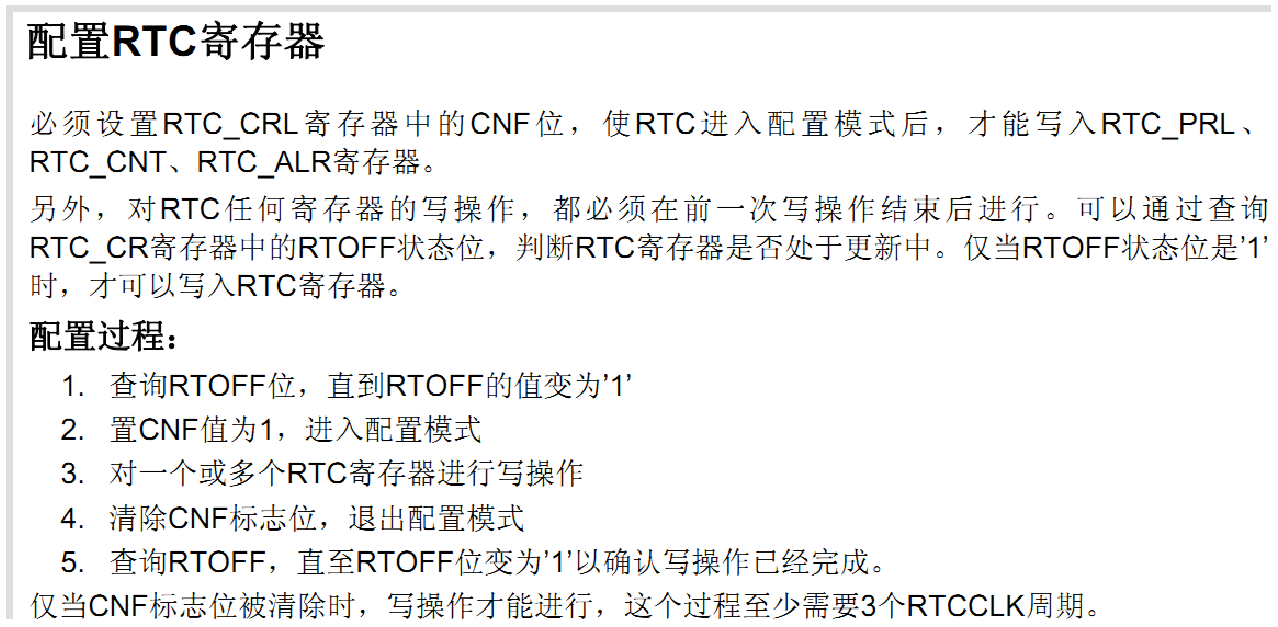 配置RTC寄存器
必须设置RTC_CRL寄存器中的CNF位，使RTC进入配置模式后，才能写入RTC_PRL、
RTC_CNT、RTC_ALR寄存器。
另外，对RTC任何寄存器的写操作，都必须在前一次写操作结束后进行。可以通过查询
RTC_CR寄存器中的RTOFF状态位，判断RTC寄存器是否处于更新中。仅当RTOFF状态位是’1’
时，才可以写入RTC寄存器。
配置过程：
1. 查询RTOFF位，直到RTOFF的值变为’1’
2. 置CNF值为1，进入配置模式
3. 对一个或多个RTC寄存器进行写操作
4. 清除CNF标志位，退出配置模式
5. 查询RTOFF，直至RTOFF位变为’1’以确认写操作已经完成。
仅当CNF标志位被清除时，写操作才能进行，这个过程至少需要3个RTCCLK周期。